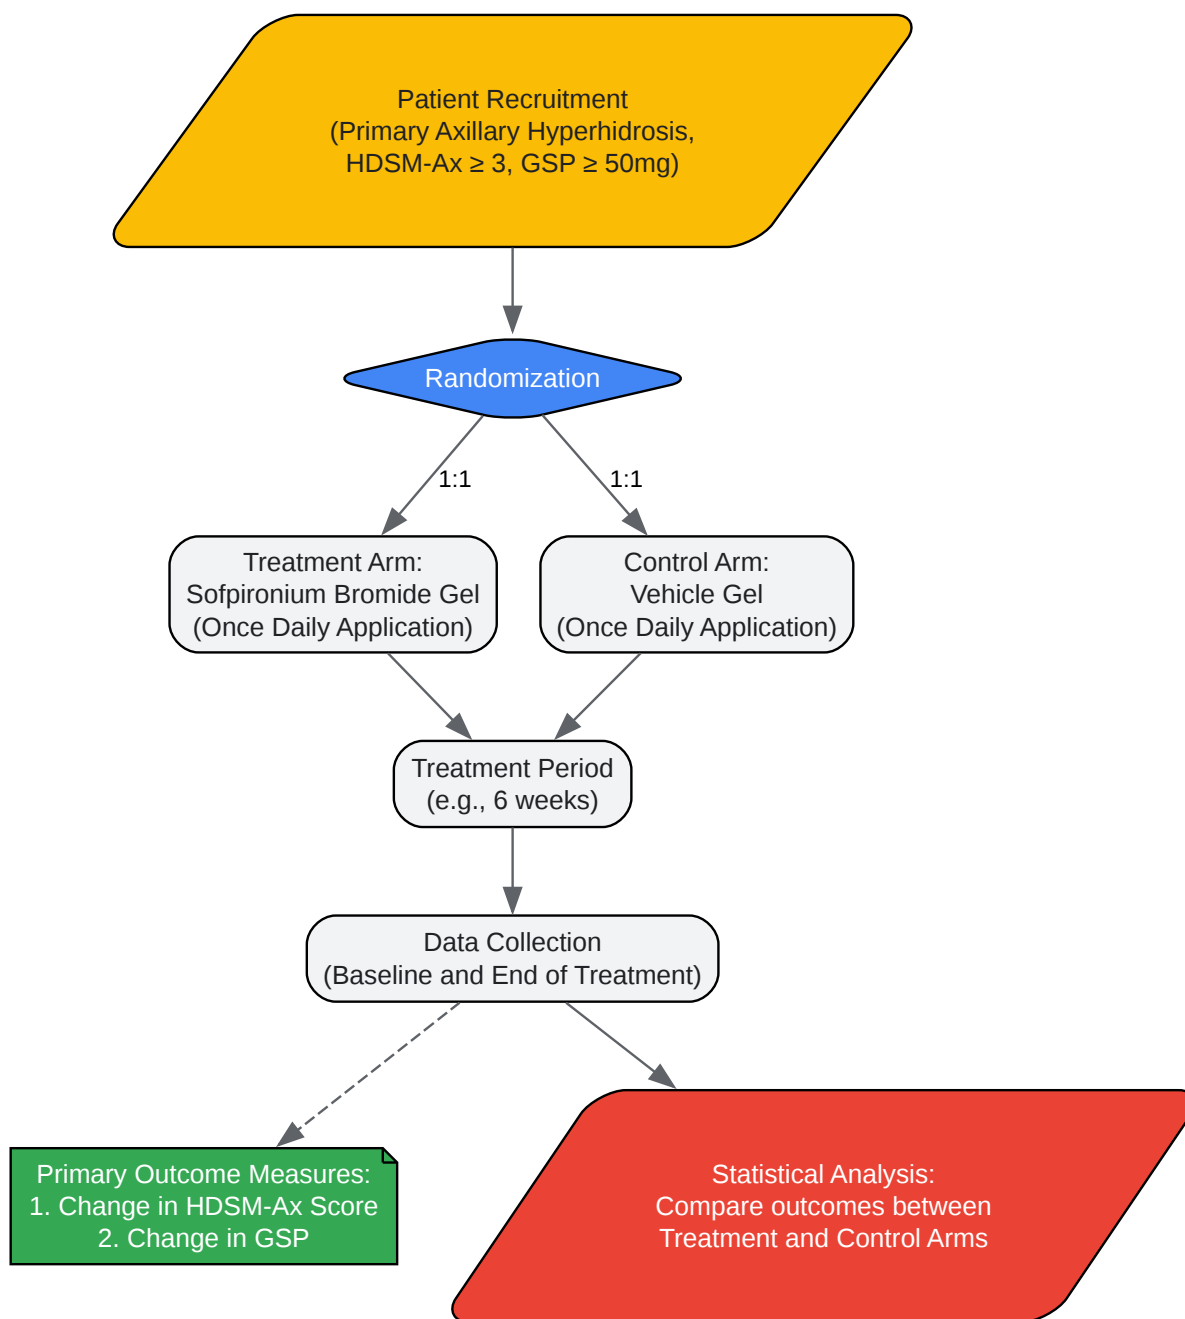 Patient Recruitment
(Primary Axillary Hyperhidrosis,
HDSM-Ax ≥ 3, GSP ≥ 50mg)
Randomization
1:1
1:1
Treatment Arm:
Sofpironium Bromide Gel
(Once Daily Application)
Control Arm:
Vehicle Gel
(Once Daily Application)
Treatment Period
(e.g., 6 weeks)
Data Collection
(Baseline and End of Treatment)
Primary Outcome Measures:
1. Change in HDSM-Ax Score
2. Change in GSP
Statistical Analysis:
Compare outcomes between
Treatment and Control Arms